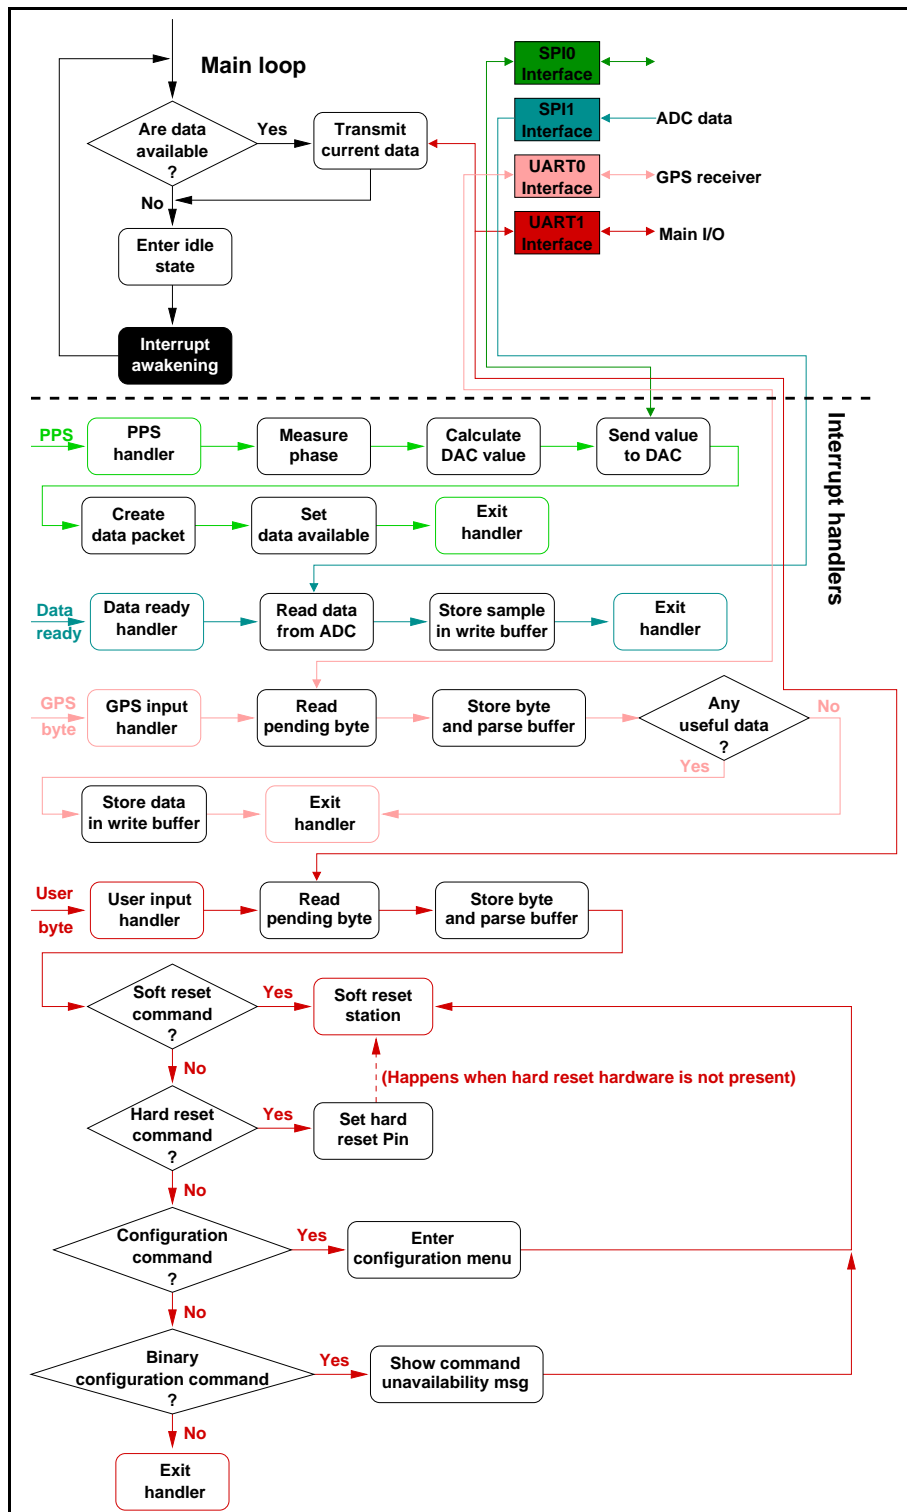 Main loop
Are data
available
?
Yes
Transmit
current data
No
Enter idle
state
Interrupt
awakening
SPI0
Interface
SPI1
Interface
ADC data
UART0
Interface
GPS receiver
UART1
Interface
Main I/O
Interrupt handlers
PPS
PPS
handler
Measure
phase
Calculate
DAC value
Send value
to DAC
Create
data packet
Set
data available
Exit
handler
Data
ready
Data ready
handler
Read data
from ADC
Store sample
in write buffer
Exit
handler
GPS
byte
GPS input
handler
Read
pending byte
Store byte
and parse buffer
Any
useful data
?
No
Yes
Store data
in write buffer
Exit
handler
User
byte
User input
handler
Read
pending byte
Store byte
and parse buffer
Soft reset
command
?
Yes
Soft reset
station
No
(Happens when hard reset hardware is not present)
Hard reset
command
?
Yes
Set hard
reset Pin
No
Configuration
command
?
Yes
Enter
configuration menu
No
Binary
configuration command
?
Yes
Show command
unavailability msg
No
Exit
handler